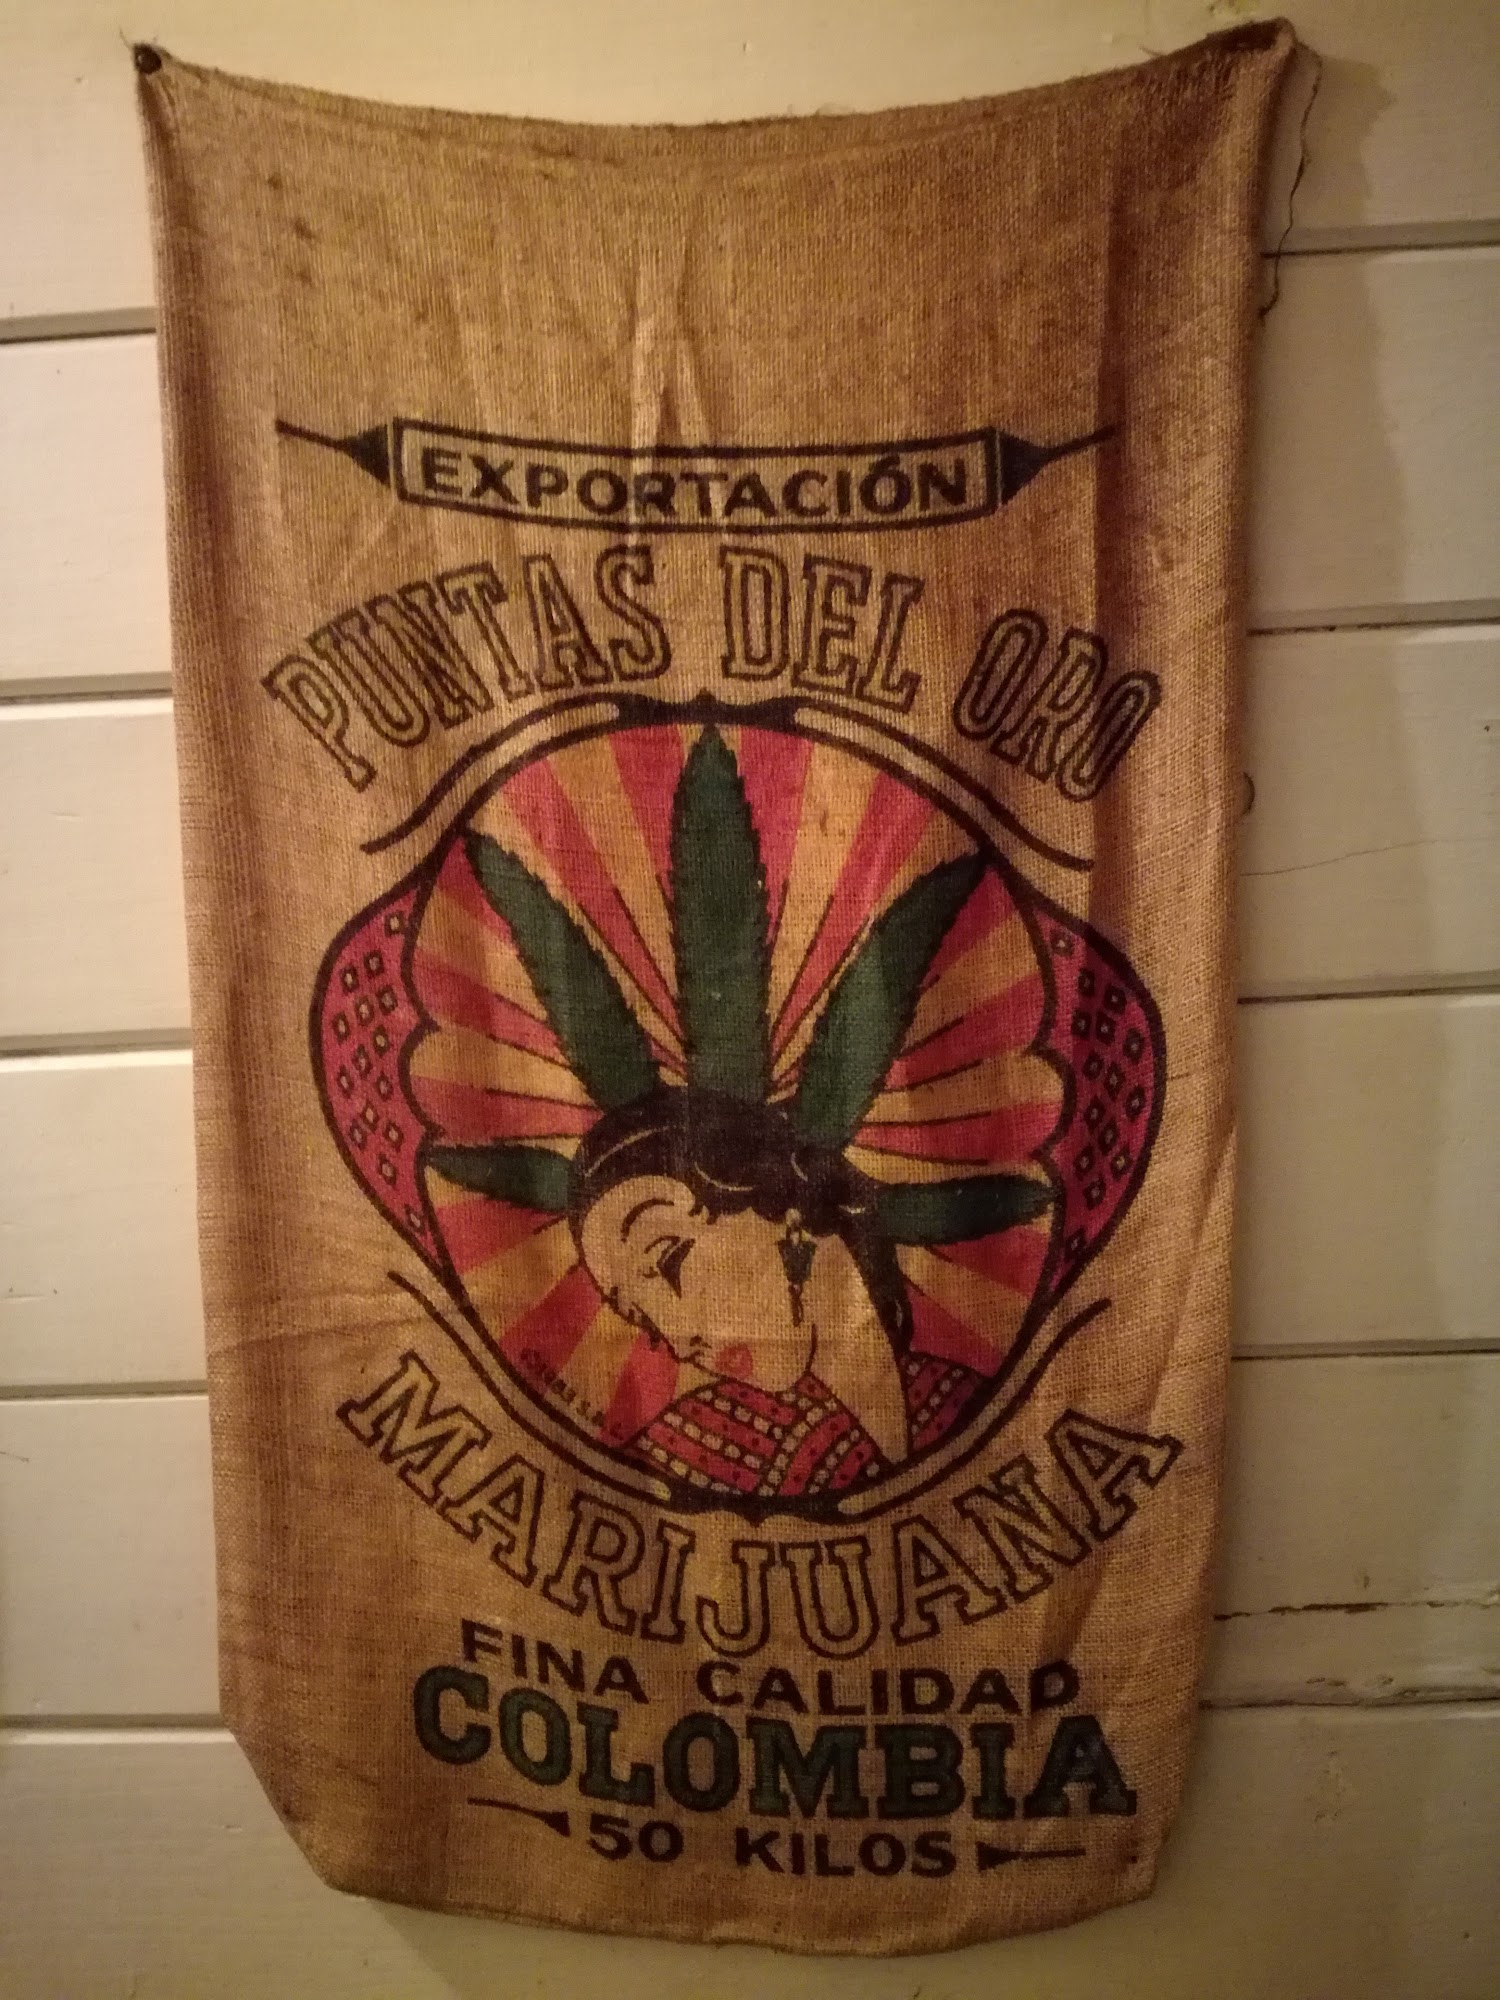 EXPORTACIÓN
PUNTAS DEL ORO
MARIJUANA
FINA CALIDAD
COLOMBIA
50 KILOS